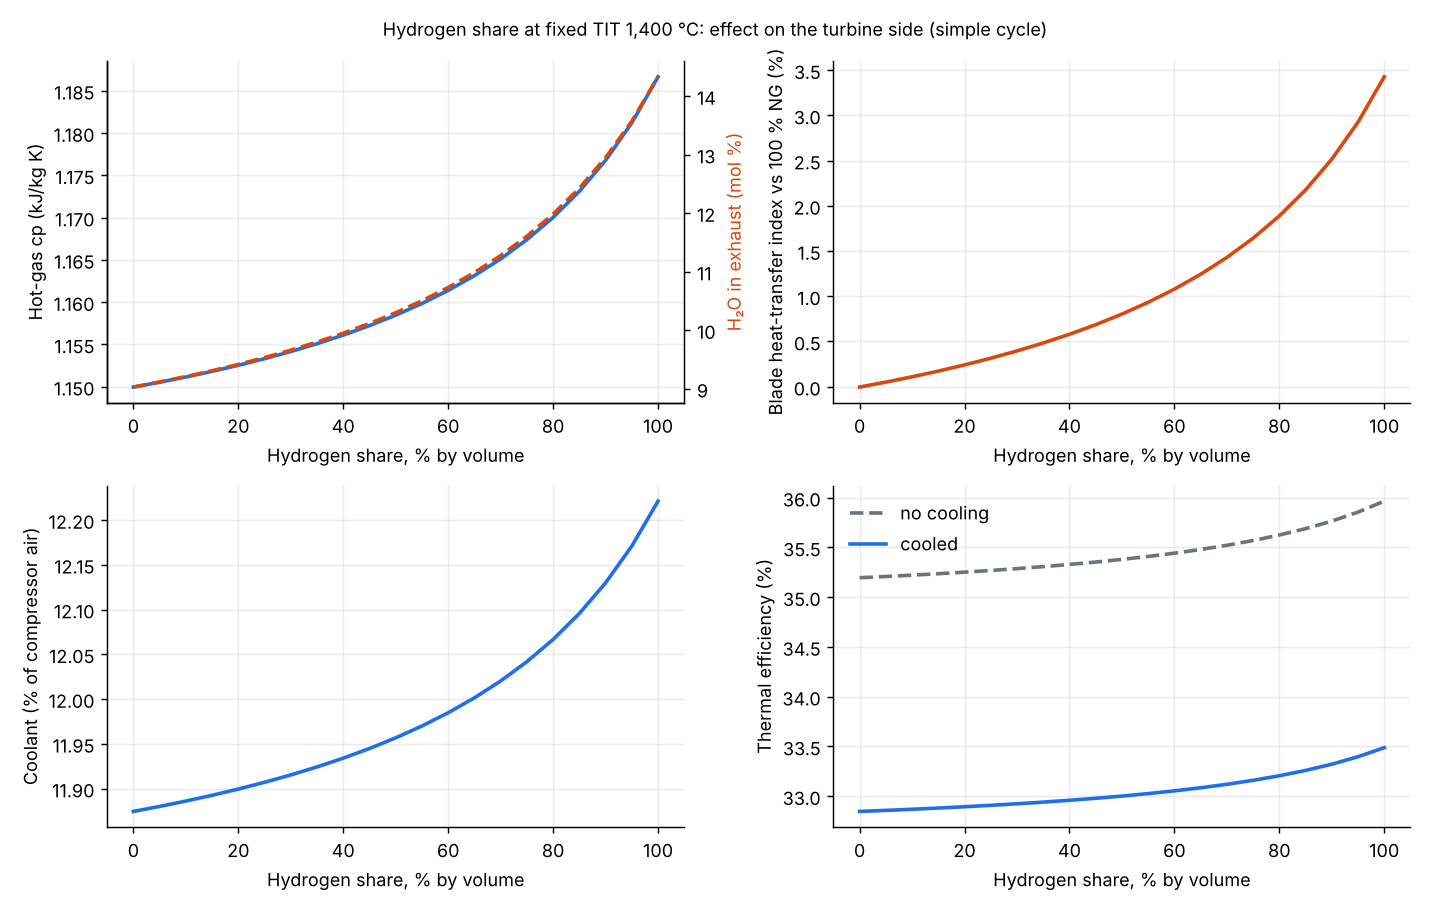 Hydrogen share at fixed TIT 1,400 °C: effect on the turbine side (simple cycle)
Hot-gas cp (kJ/kg K)
1.185
1.180
1.175
1.170
1.165
1.160
1.155
1.150
0 20 40 60 80 100
Hydrogen share, % by volume
14
13
12
11
10
9
H₂O in exhaust (mol %)
Blade heat-transfer index vs 100 % NG (%)
3.5
3.0
2.5
2.0
1.5
1.0
0.5
0.0
0 20 40 60 80 100
Hydrogen share, % by volume
Coolant (% of compressor air)
12.20
12.15
12.10
12.05
12.00
11.95
11.90
0 20 40 60 80 100
Hydrogen share, % by volume
Thermal efficiency (%)
36.0
35.5
35.0
34.5
34.0
33.5
33.0
no cooling
cooled
0 20 40 60 80 100
Hydrogen share, % by volume